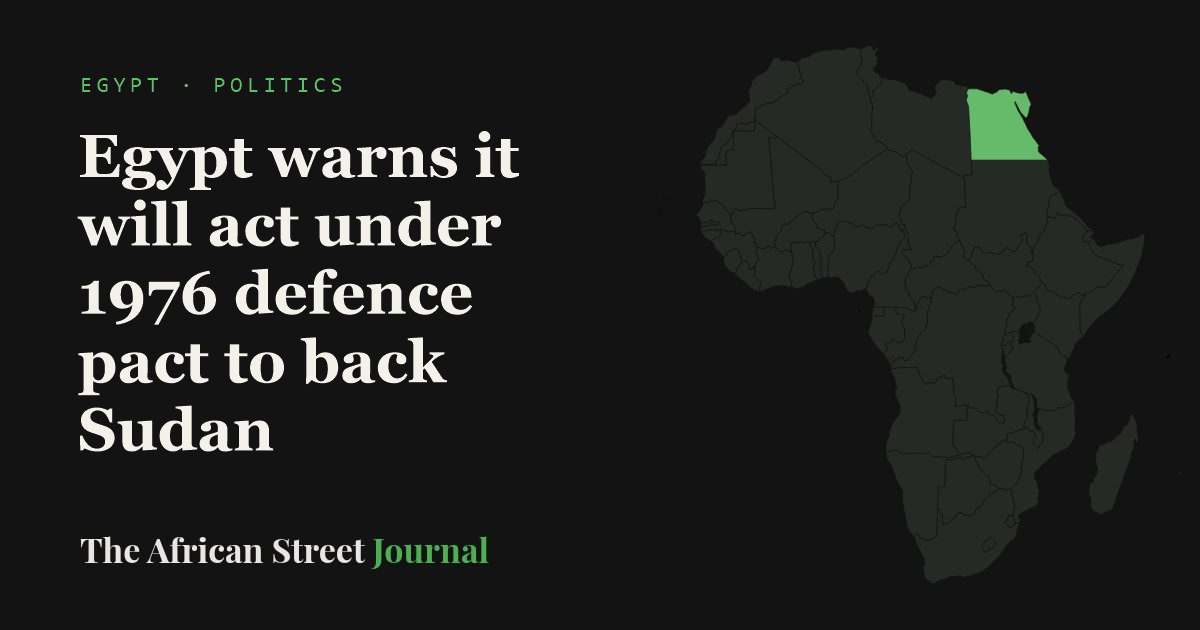 EGYPT · POLITICS
Egypt warns it
will act under
1976 defence
pact to back
Sudan
The African Street Journal